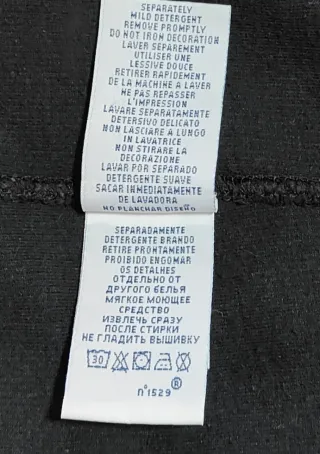 SEPARATELY
MILD DETERGENT
REMOVE PROMPTLY
DO NOT IRON DECORATION
LAVER SEPAREMENT
UTILISER UNE
LESSIVE DOUCE
RETIRER RAPIDEMENT
DE LA MACHINE A LAVER
NE PAS REPASSER
L'IMPRESSION
LAVARE SEPARATAMENTE
DETERSIVO DELICATO
NON LASCIARE A LUNGO
IN LAVATRICE
NON STIRARE LA
DECORAZIONE
LAVAR POR SEPARADO
DETERGENTE SUAVE
SACAR INMEDIATAMENTE
DE LAVADORA
NO PLANCHAR DISEÑO
SEPARADAMENTE
DETERGENTE BRANDO
RETIRE PRONTAMENTE
PROIBIDO ENGOMAR
OS DETALHES
ОТДЕЛЬНО ОТ
ДРУГОГО БЕЛЬЯ
МЯГКОЕ МОЮЩЕЕ
СРЕДСТВО
ИЗВЛЕЧЬ СРАЗУ
ПОСЛЕ СТИРКИ
НЕ ГЛАДИТЬ ВЫШИВКУ
30
®
n°1529